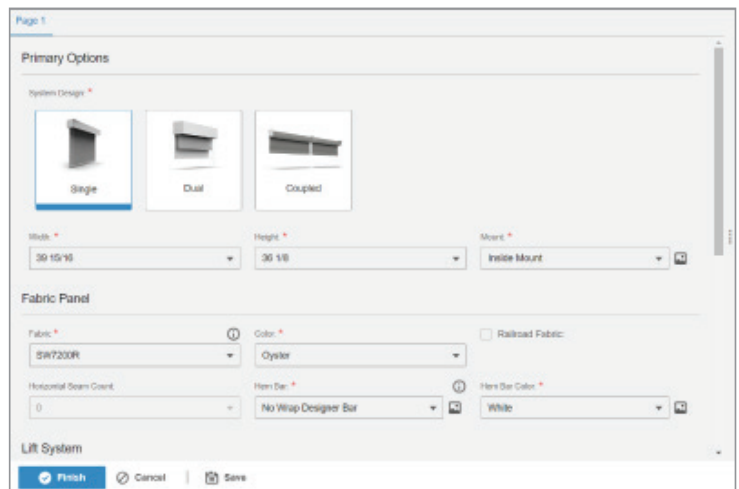 Page 1
Primary Options
System Design: *
Single
Dual
Coupled
Width: *
Height: *
Mount: *
39 15/16
36 1/8
Inside Mount
Fabric Panel
Fabric: *
Color: *
Railroad Fabric:
SW7200R
Oyster
Horizontal Seam Count:
Hem Bar: *
Hem Bar Color: *
0
No Wrap Designer Bar
White
Lift System
Finish
Cancel
Save